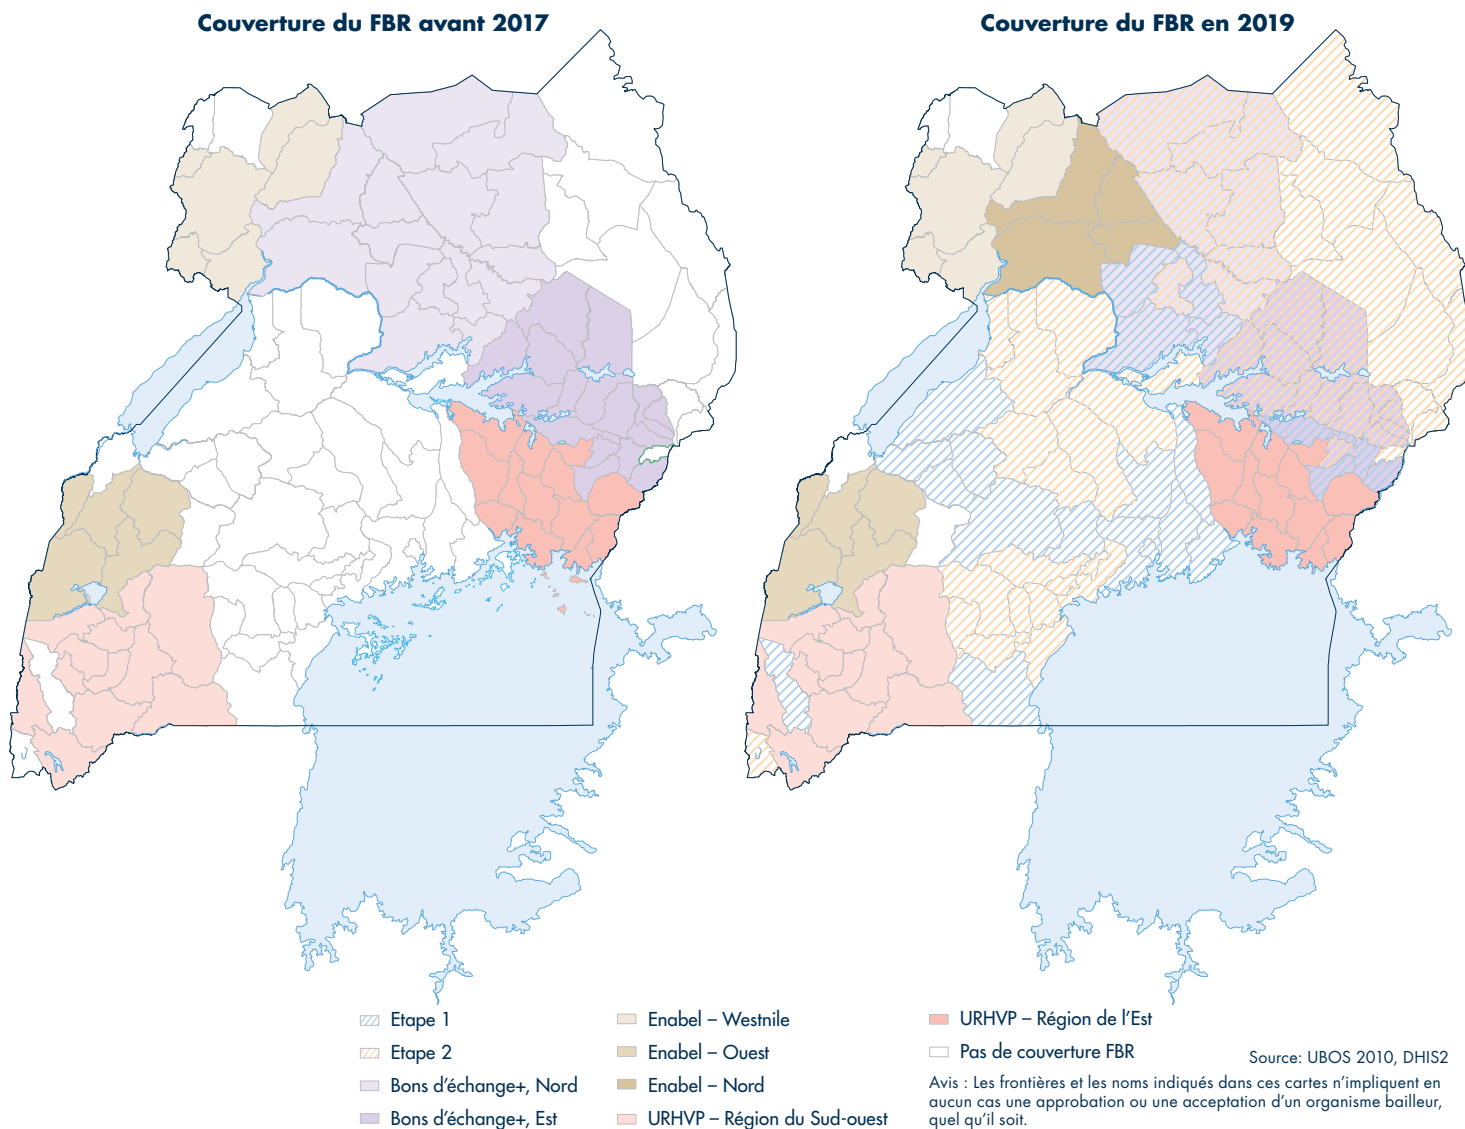 Couverture du FBR avant 2017
Couverture du FBR en 2019
Etape 1
Etape 2
Bons d’échange+, Nord
Bons d’échange+, Est
Enabel – Westnile
Enabel – Ouest
Enabel – Nord
URHVP – Région du Sud-ouest
URHVP – Région de l’Est
Pas de couverture FBR
Source: UBOS 2010, DHIS2
Avis : Les frontières et les noms indiqués dans ces cartes n’impliquent en
aucun cas une approbation ou une acceptation d’un organisme bailleur,
quel qu’il soit.